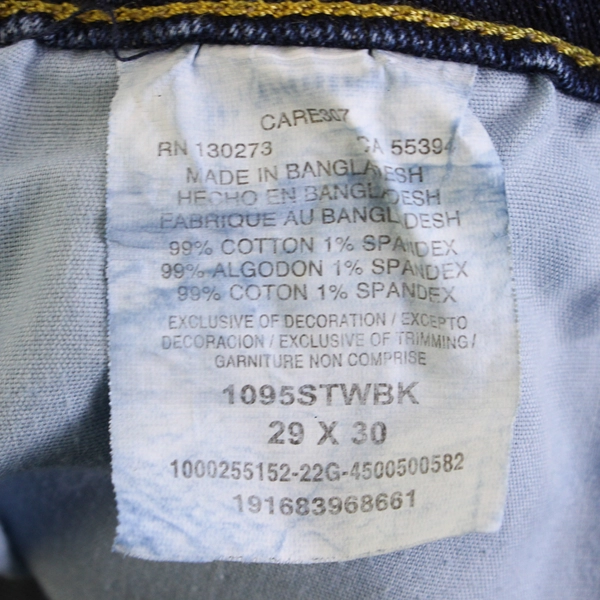 CARE307
RN 130273 CA 55394
MADE IN BANGLADESH
HECHO EN BANGLADESH
FABRIQUE AU BANGLADESH
99% COTTON 1% SPANDEX
99% ALGODON 1% SPANDEX
99% COTON 1% SPANDEX
EXCLUSIVE OF DECORATION / EXCEPTO
DECORACION / EXCLUSIVE OF TRIMMING /
GARNITURE NON COMPRISE
1095STWBK
29 X 30
1000255152-22G-4500500582
191683968661